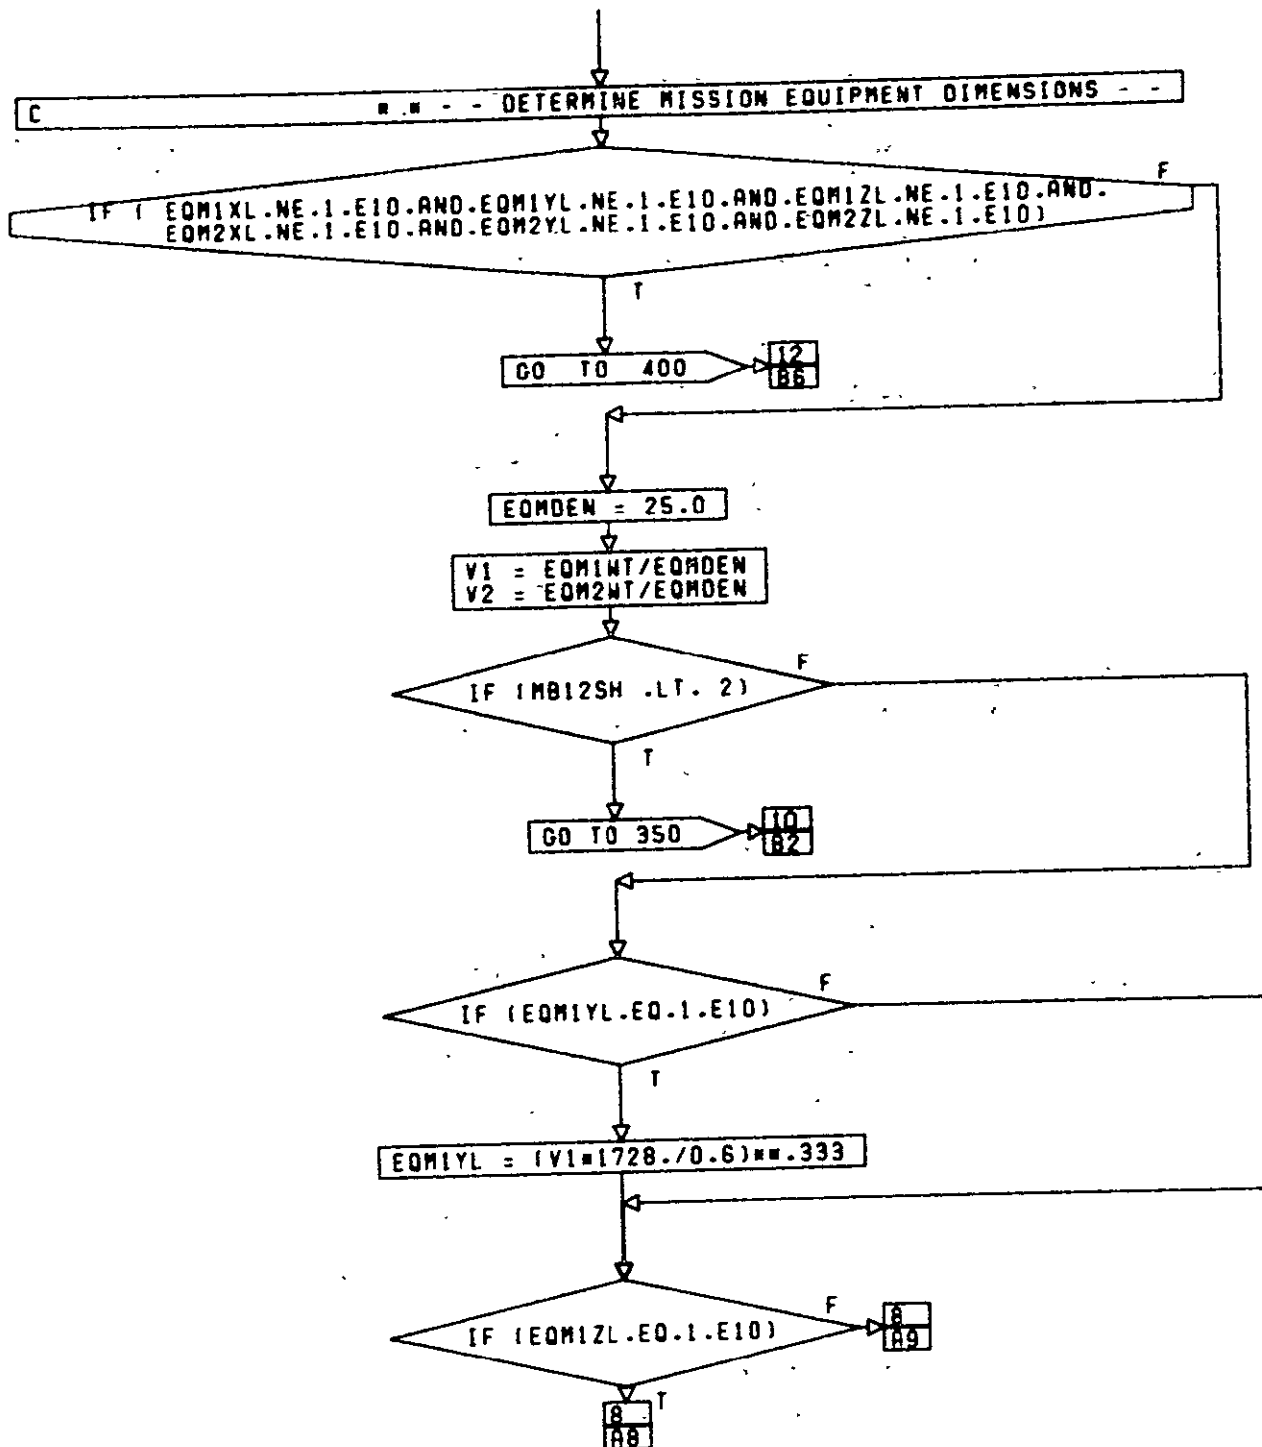 C * * - - DETERMINE MISSION EQUIPMENT DIMENSIONS - -
F
IF ( EQM1XL.NE.1.E10.AND.EQM1YL.NE.1.E10.AND.EQM1ZL.NE.1.E10.AND.
EQM2XL.NE.1.E10.AND.EQM2YL.NE.1.E10.AND.EQM2ZL.NE.1.E10)
T
GO TO 400
12
B6
EQMDEN = 25.0
V1 = EQM1WT/EQMDEN
V2 = EQM2WT/EQMDEN
F
IF (MB12SH .LT. 2)
T
GO TO 350
10
B2
F
IF (EQM1YL.EQ.1.E10)
T
EQM1YL = (V1*1728./0.6)**.333
F
IF (EQM1ZL.EQ.1.E10)
8
A9
T
8
A8